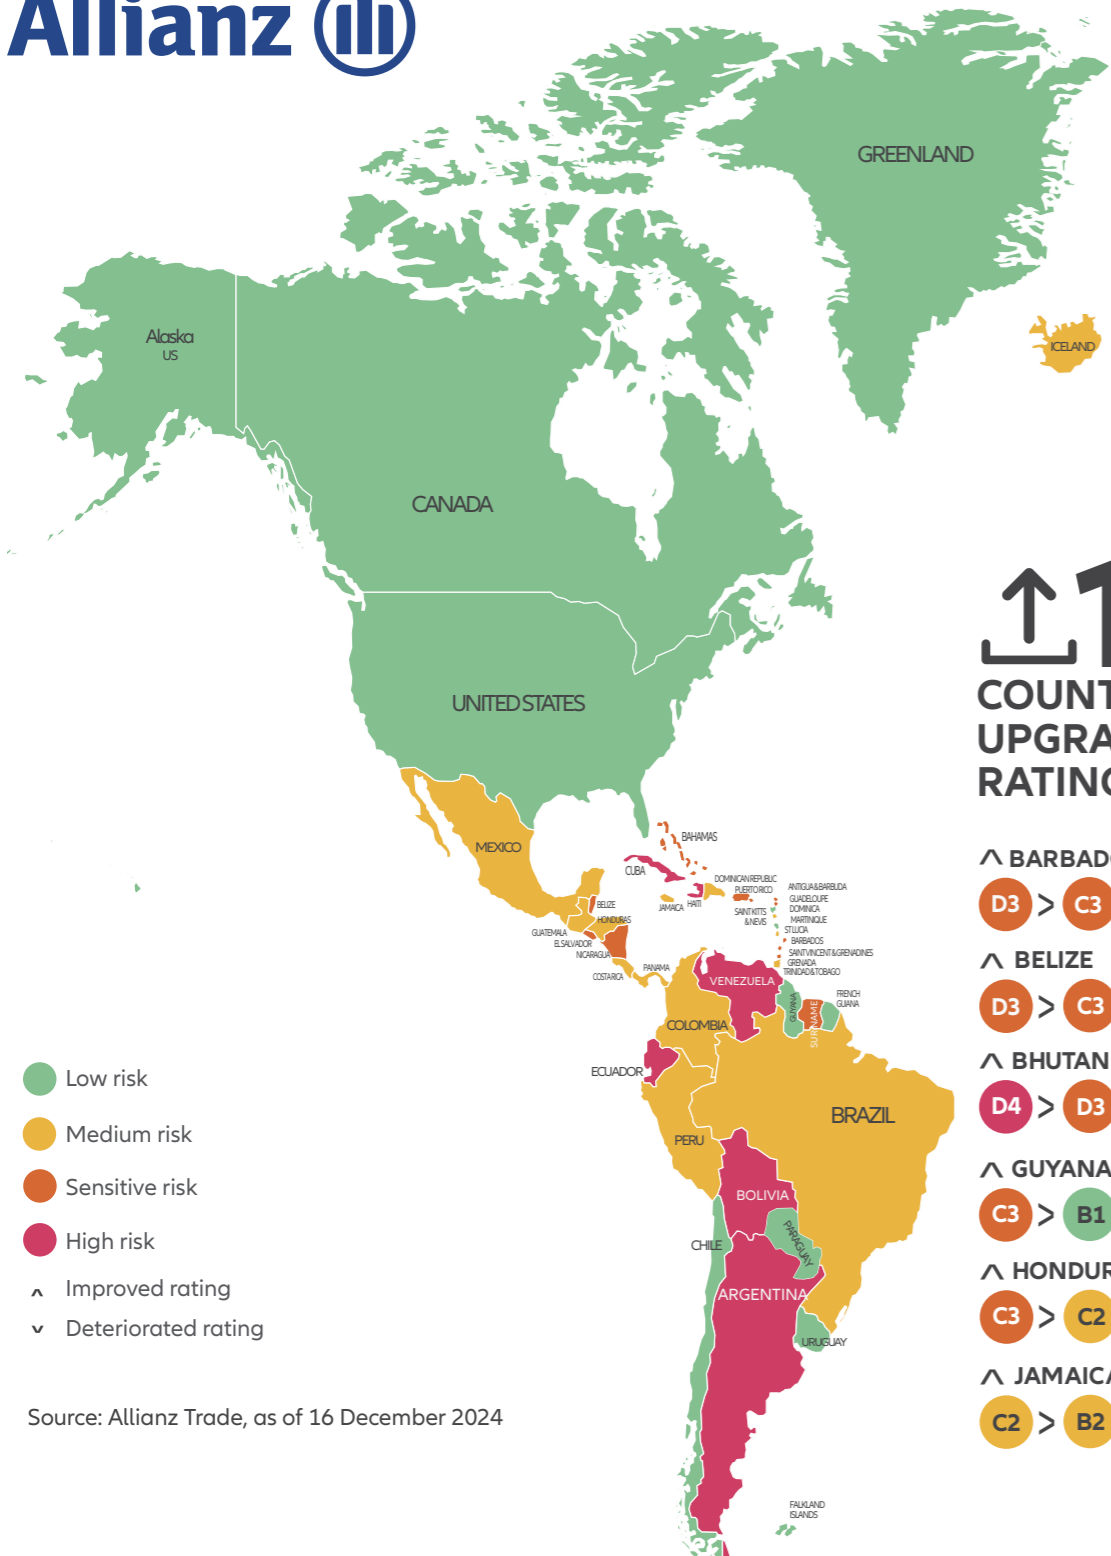 Allianz
GREENLAND
ICELAND
Alaska
US
CANADA
UNITED STATES
MEXICO
BAHAMAS
CUBA
DOMINICAN REPUBLIC
PUERTO RICO
ANTIGUA & BARBUDA
GUADELOUPE
DOMINICA
MARTINIQUE
ST LUCIA
BARBADOS
SAINT VINCENT & GRENADINES
GRENADA
TRINIDAD & TOBAGO
JAMAICA
HAITI
SAINT KITTS
& NEVIS
BELIZE
HONDURAS
GUATEMALA
EL SALVADOR
NICARAGUA
COSTA RICA
PANAMA
VENEZUELA
GUYANA
SURINAME
FRENCH
GUIANA
COLOMBIA
ECUADOR
BRAZIL
PERU
BOLIVIA
PARAGUAY
CHILE
ARGENTINA
URUGUAY
FALKLAND
ISLANDS
Low risk
Medium risk
Sensitive risk
High risk
^ Improved rating
v Deteriorated rating
Source: Allianz Trade, as of 16 December 2024
1
COUNT
UPGRA
RATING
^ BARBADO
D3 > C3
^ BELIZE
D3 > C3
^ BHUTAN
D4 > D3
^ GUYANA
C3 > B1
^ HONDUR
C3 > C2
^ JAMAICA
C2 > B2